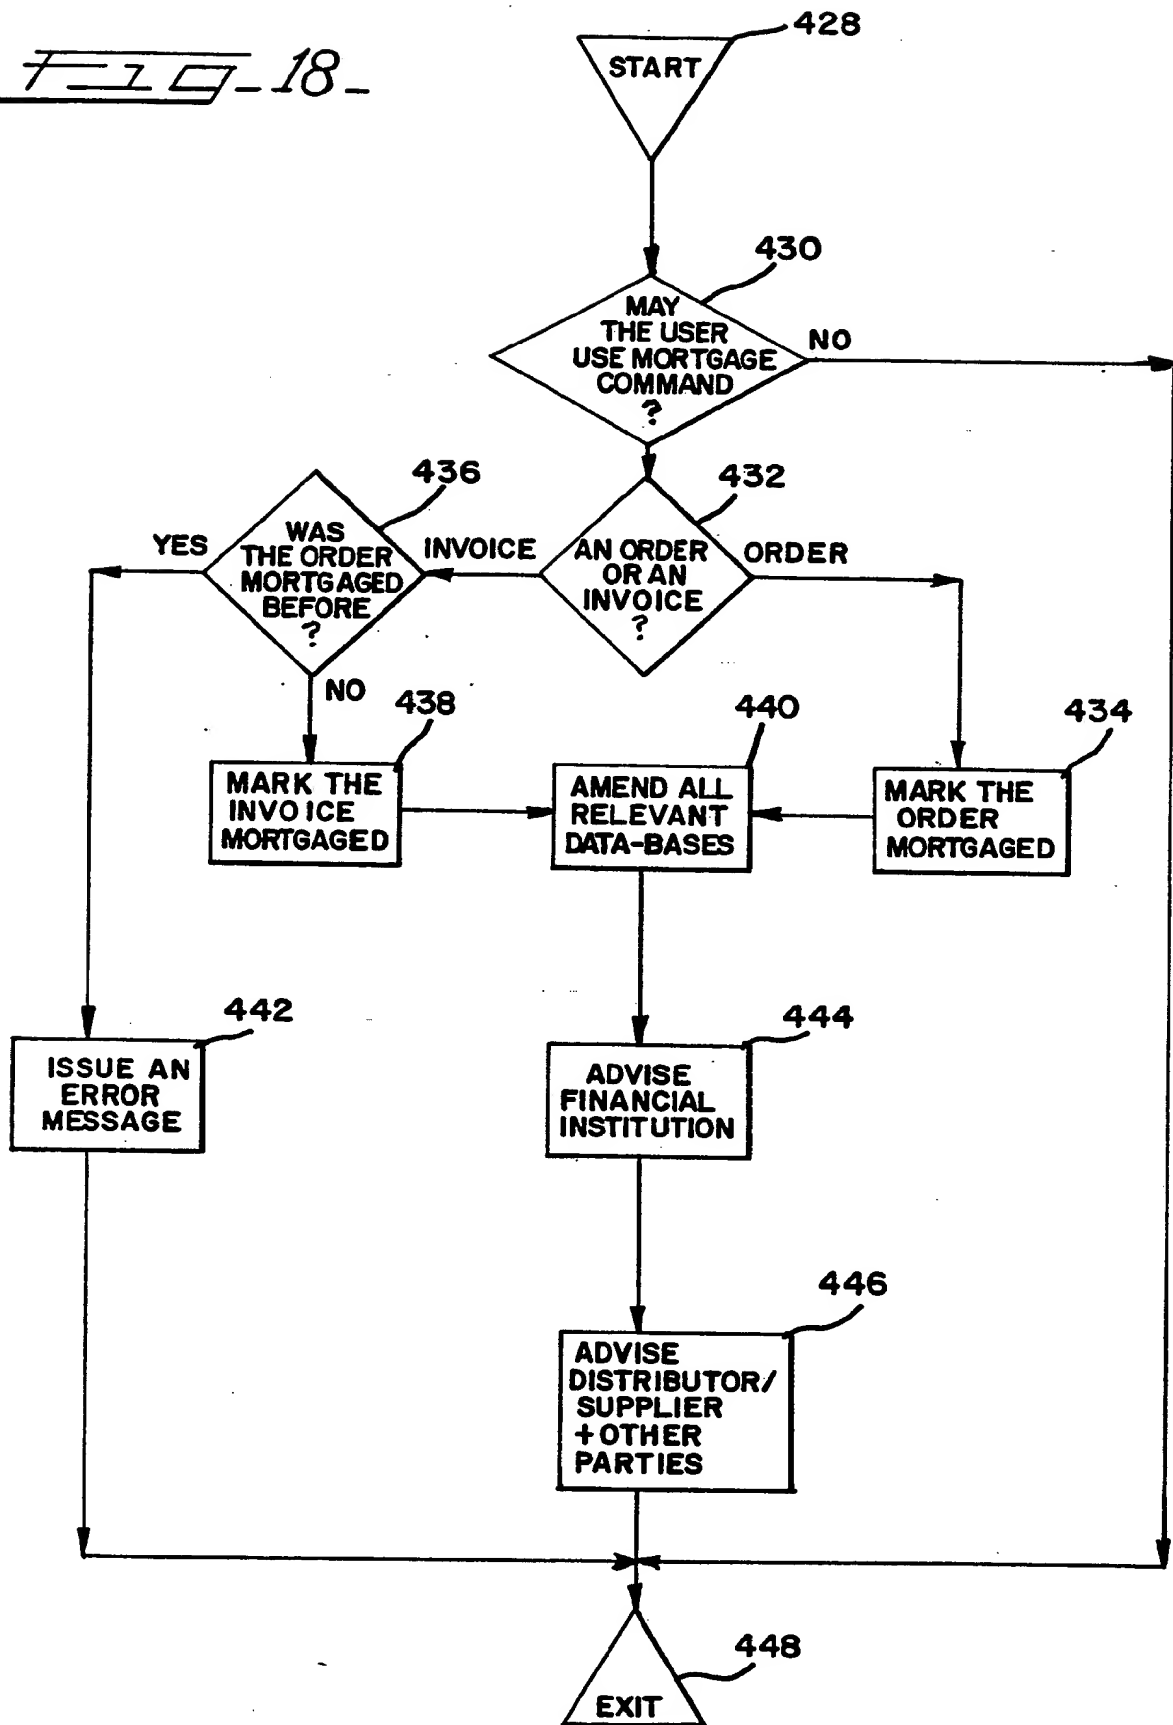 Fig-18-
428
START
430
MAY
THE USER
USE MORTGAGE
COMMAND
?
NO
436
432
YES
WAS
THE ORDER
MORTGAGED
BEFORE
?
INVOICE
AN ORDER
OR AN
INVOICE
?
ORDER
NO
438
440
434
MARK THE
INVOICE
MORTGAGED
AMEND ALL
RELEVANT
DATA-BASES
MARK THE
ORDER
MORTGAGED
442
444
ISSUE AN
ERROR
MESSAGE
ADVISE
FINANCIAL
INSTITUTION
446
ADVISE
DISTRIBUTOR/
SUPPLIER
+OTHER
PARTIES
448
EXIT